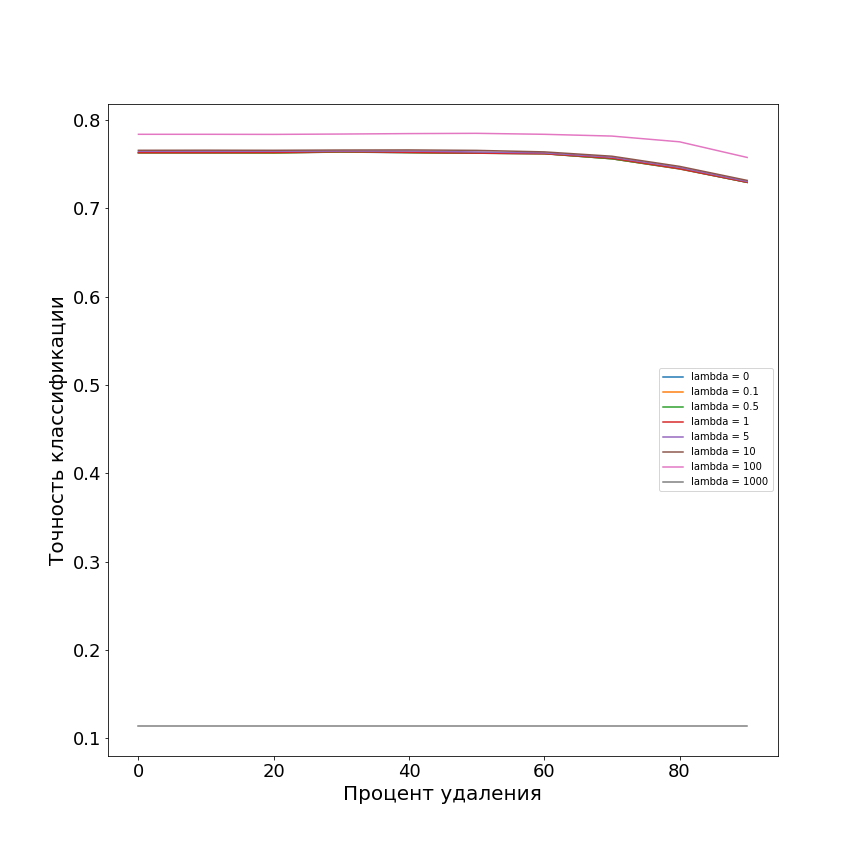 0.8
0.7
0.6
0.5
0.4
0.3
0.2
0.1
Точность классификации
lambda = 0
lambda = 0.1
lambda = 0.5
lambda = 1
lambda = 5
lambda = 10
lambda = 100
lambda = 1000
0 20 40 60 80
Процент удаления